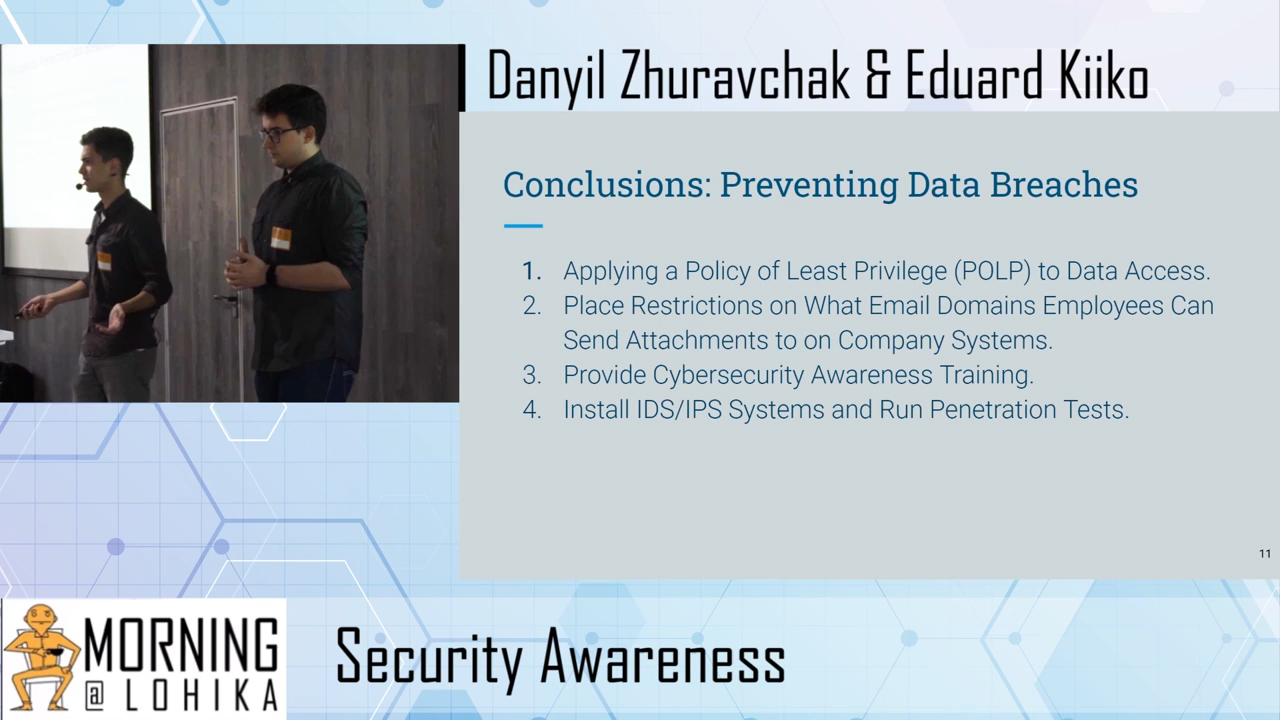 Danyil Zhuravchak & Eduard Kiiko
Conclusions: Preventing Data Breaches
1. Applying a Policy of Least Privilege (POLP) to Data Access.
2. Place Restrictions on What Email Domains Employees Can
Send Attachments to on Company Systems.
3. Provide Cybersecurity Awareness Training.
4. Install IDS/IPS Systems and Run Penetration Tests.
11
MORNING
@ LOHIKA
Security Awareness